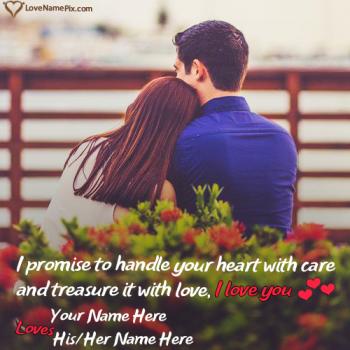 LoveNamePix.com
I promise to handle your heart with care
and treasure it with love, I love you
Your Name Here
Loves
His/Her Name Here